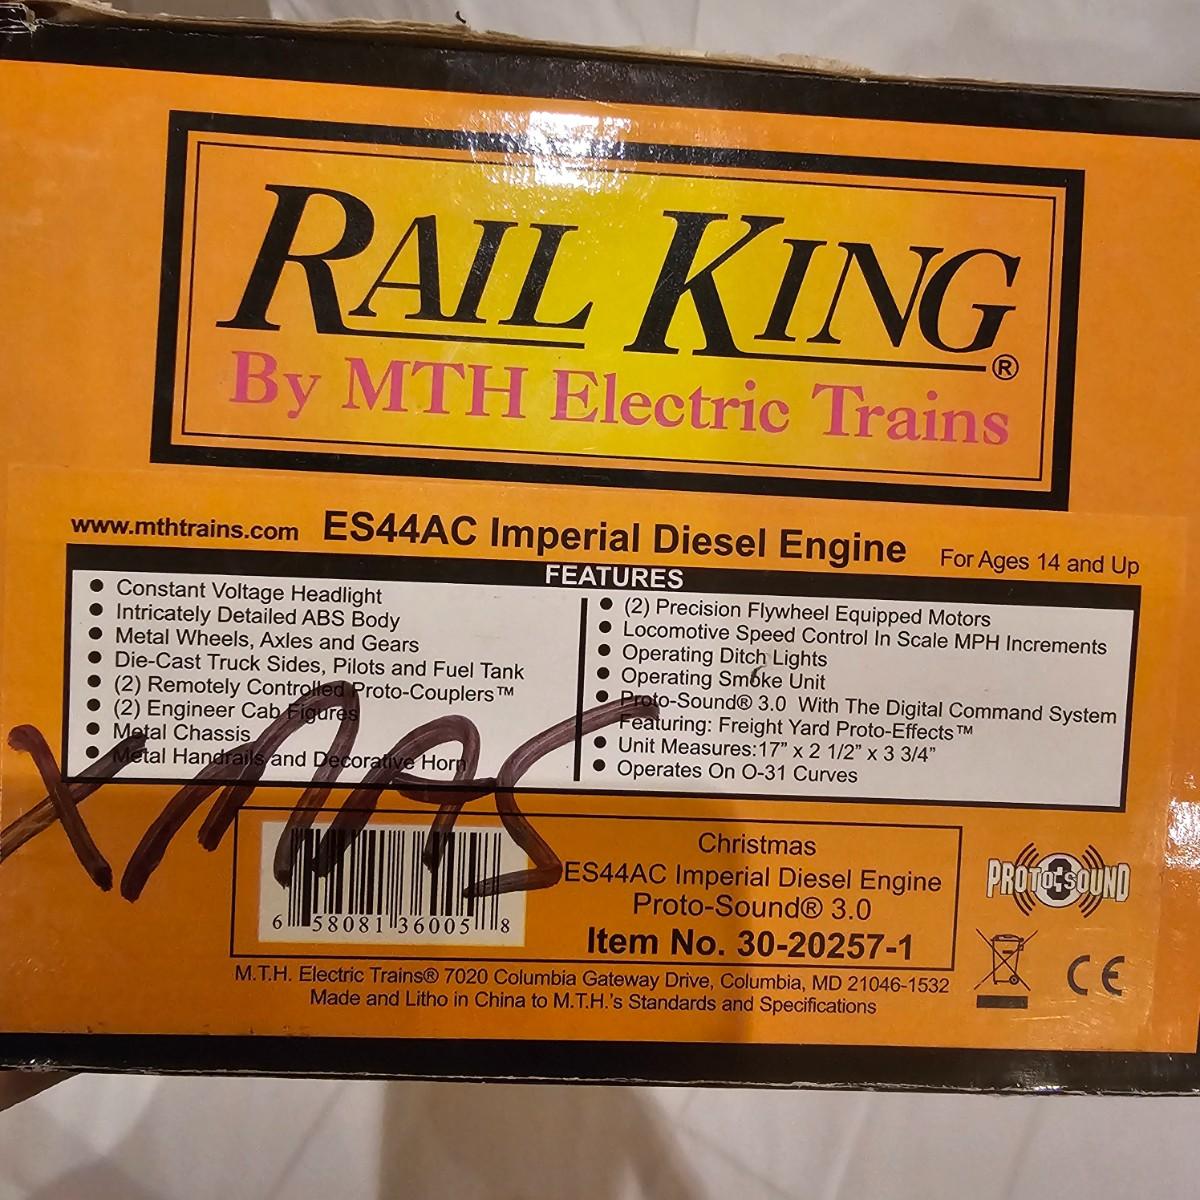 RAIL KING®
By MTH Electric Trains
www.mthtrains.com ES44AC Imperial Diesel Engine For Ages 14 and Up
FEATURES
• Constant Voltage Headlight
• Intricately Detailed ABS Body
• Metal Wheels, Axles and Gears
• Die-Cast Truck Sides, Pilots and Fuel Tank
• (2) Remotely Controlled Proto-Couplers™
• (2) Engineer Cab Figures
• Metal Chassis
• Metal Handrails and Decorative Horn
• (2) Precision Flywheel Equipped Motors
• Locomotive Speed Control In Scale MPH Increments
• Operating Ditch Lights
• Operating Smoke Unit
• Proto-Sound® 3.0 With The Digital Command System
Featuring: Freight Yard Proto-Effects™
• Unit Measures:17” x 2 1/2” x 3 3/4”
• Operates On O-31 Curves
XMAS
6 58081 36005 8
Christmas
ES44AC Imperial Diesel Engine
Proto-Sound® 3.0
Item No. 30-20257-1
PROTO3SOUND
CE
M.T.H. Electric Trains® 7020 Columbia Gateway Drive, Columbia, MD 21046-1532
Made and Litho in China to M.T.H.'s Standards and Specifications